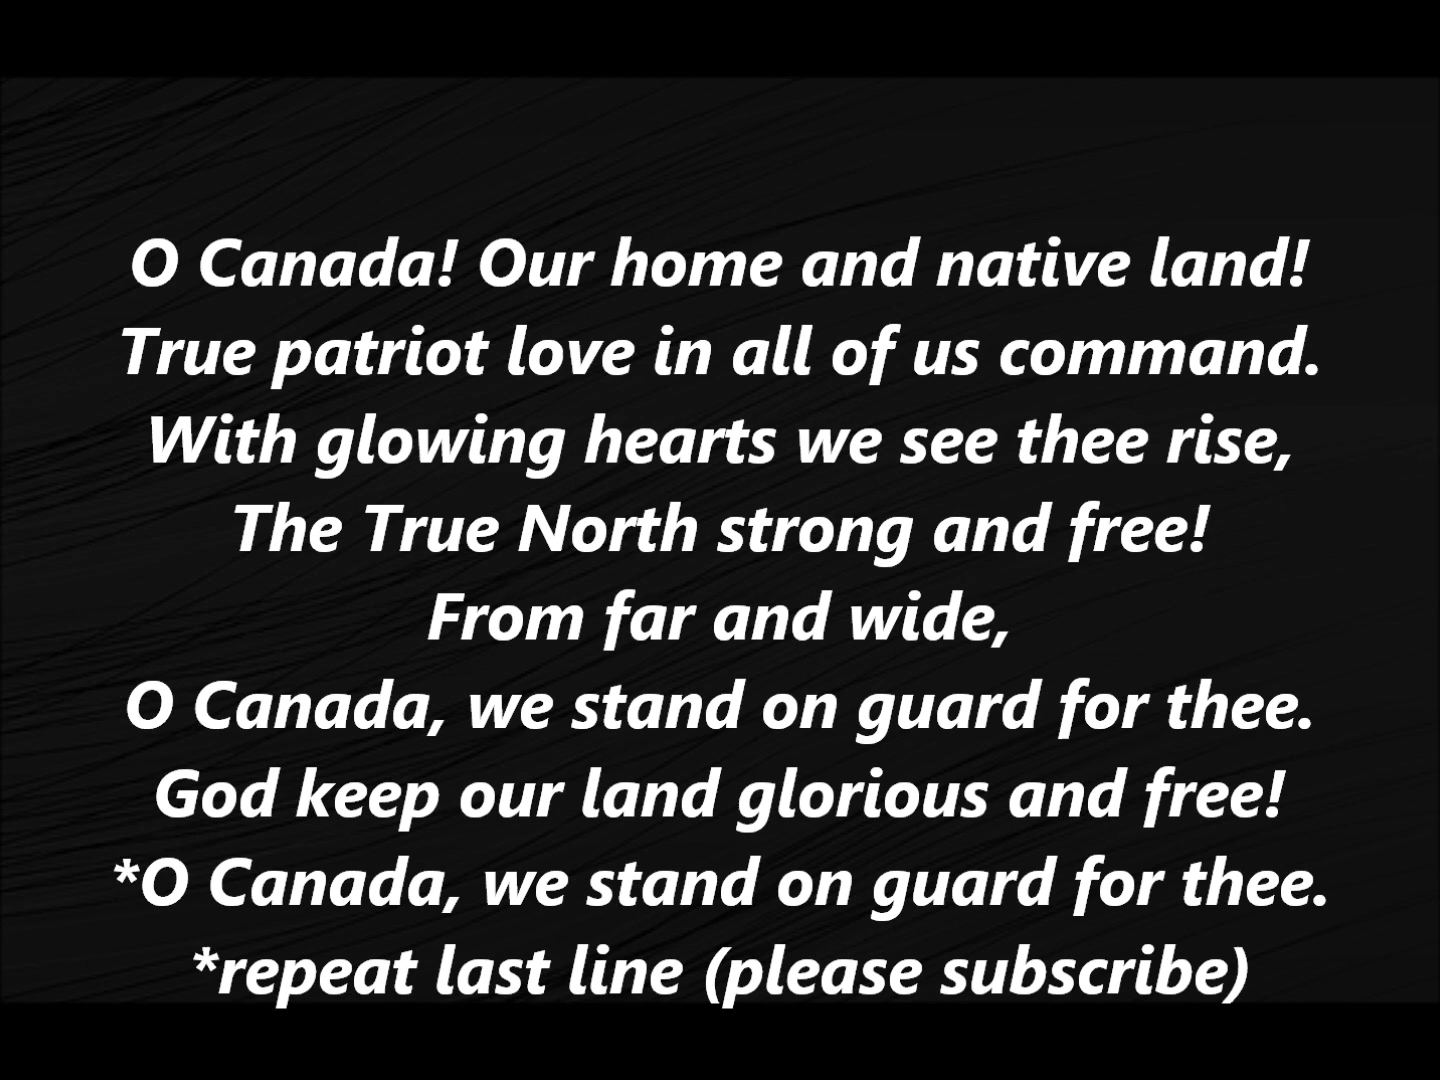 O Canada! Our home and native land!
True patriot love in all of us command.
With glowing hearts we see thee rise,
The True North strong and free!
From far and wide,
O Canada, we stand on guard for thee.
God keep our land glorious and free!
*O Canada, we stand on guard for thee.
*repeat last line (please subscribe)